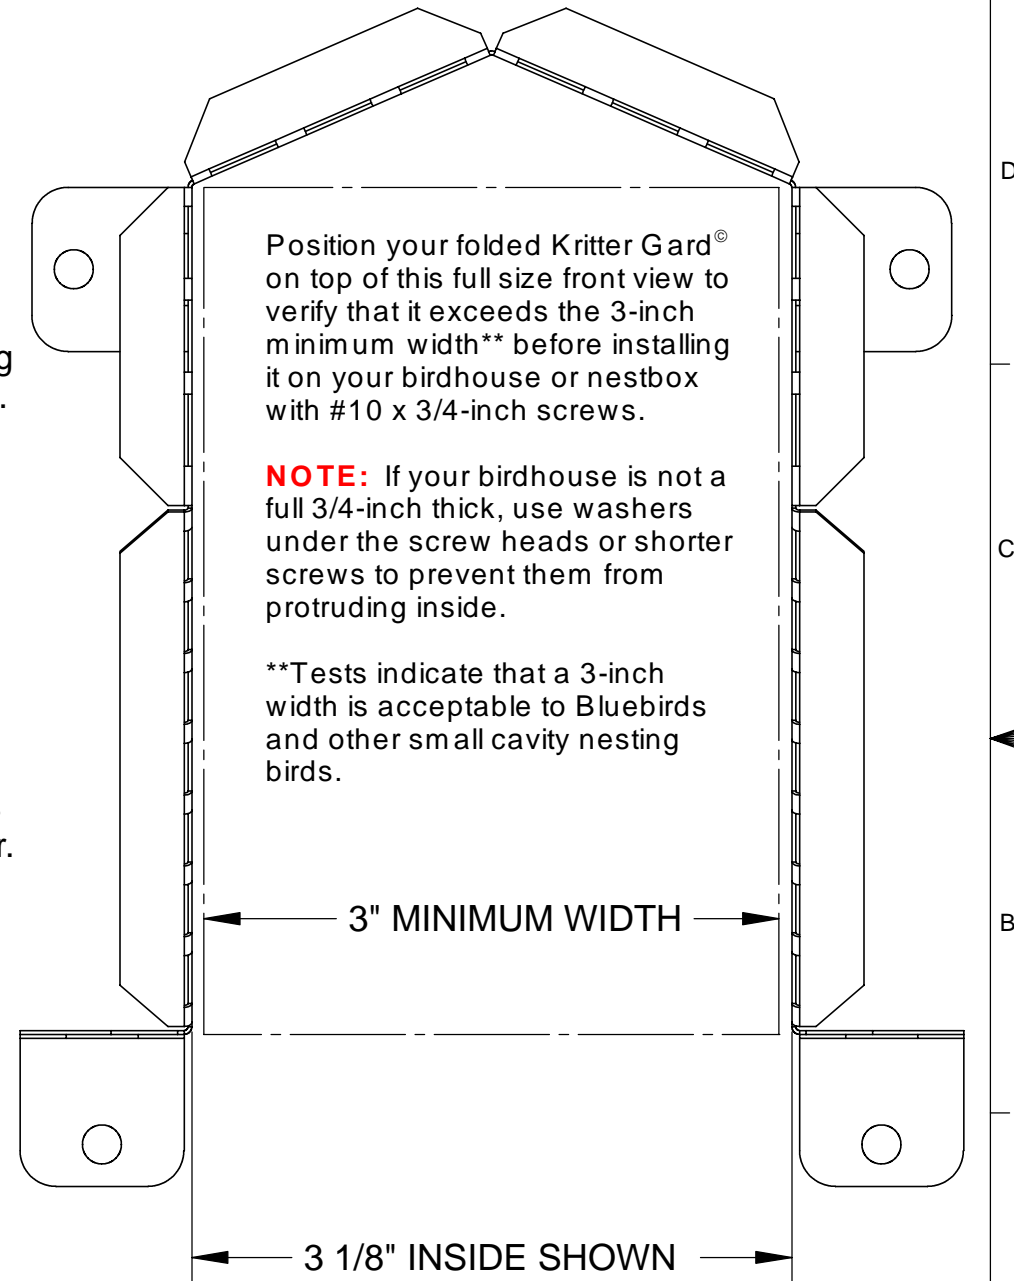 Position your folded Kritter Gard©
on top of this full size front view to
verify that it exceeds the 3-inch
minimum width** before installing
it on your birdhouse or nestbox
with #10 x 3/4-inch screws.
NOTE: If your birdhouse is not a
full 3/4-inch thick, use washers
under the screw heads or shorter
screws to prevent them from
protruding inside.
**Tests indicate that a 3-inch
width is acceptable to Bluebirds
and other small cavity nesting
birds.
3" MINIMUM WIDTH
3 1/8" INSIDE SHOWN
g
.
r.
D
C
B